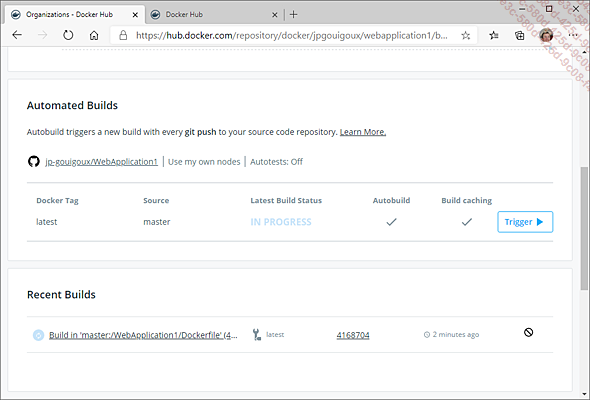 Organizations - Docker Hub
Docker Hub
https://hub.docker.com/repository/docker/jpgouigoux/webapplication1/b...
Automated Builds
Autobuild triggers a new build with every git push to your source code repository. Learn More.
jp-gouigoux/WebApplication1 | Use my own nodes | Autotests: Off
Docker Tag Source Latest Build Status Autobuild Build caching
latest master IN PROGRESS Trigger
Recent Builds
Build in 'master:/WebApplication1/Dockerfile' (4... latest 4168704 2 minutes ago